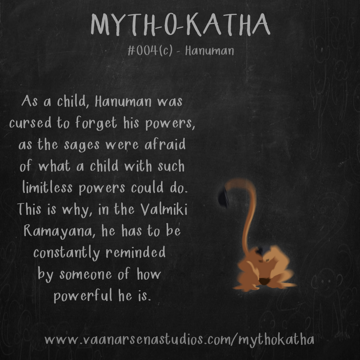 MYTH-O-KATHA
#004(c) - Hanuman
As a child, Hanuman was
cursed to forget his powers,
as the sages were afraid
of what a child with such
limitless powers could do.
This is why, in the Valmiki
Ramayana, he has to be
constantly reminded
by someone of how
powerful he is.
www.vaanarsenastudios.com/mythokatha